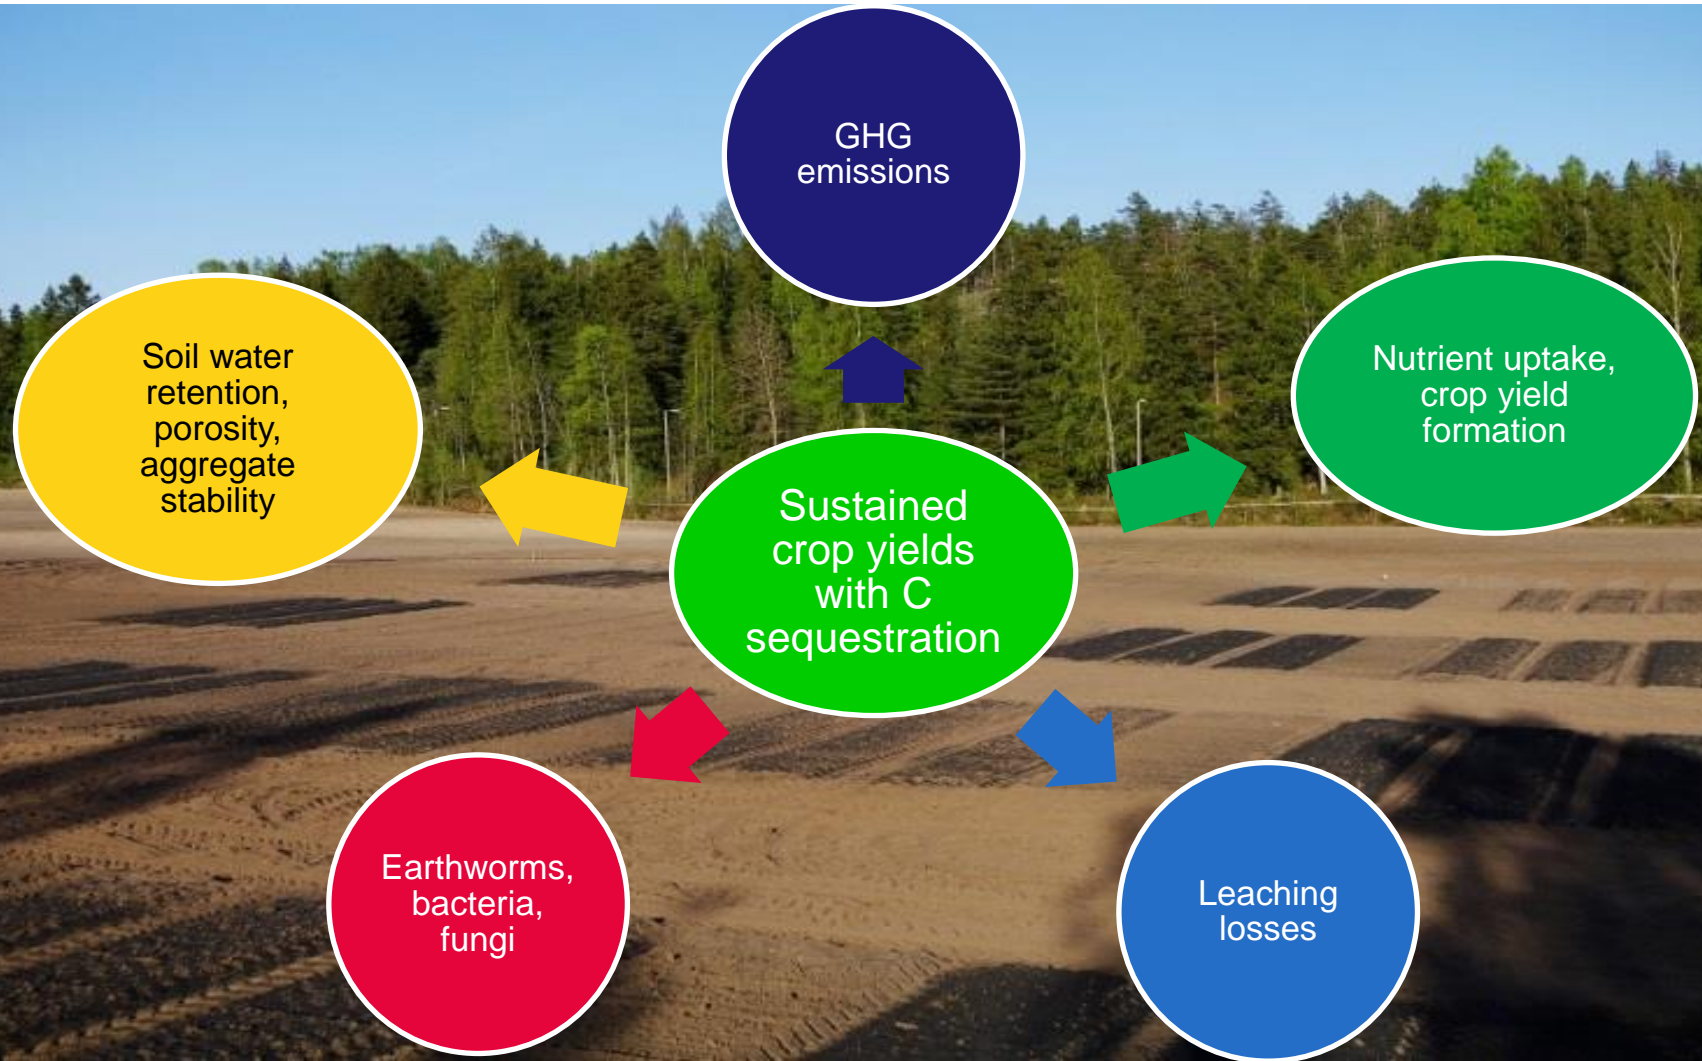 GHG
emissions
Soil water
retention,
porosity,
aggregate
stability
Nutrient uptake,
crop yield
formation
Sustained
crop yields
with C
sequestration
Earthworms,
bacteria,
fungi
Leaching
losses